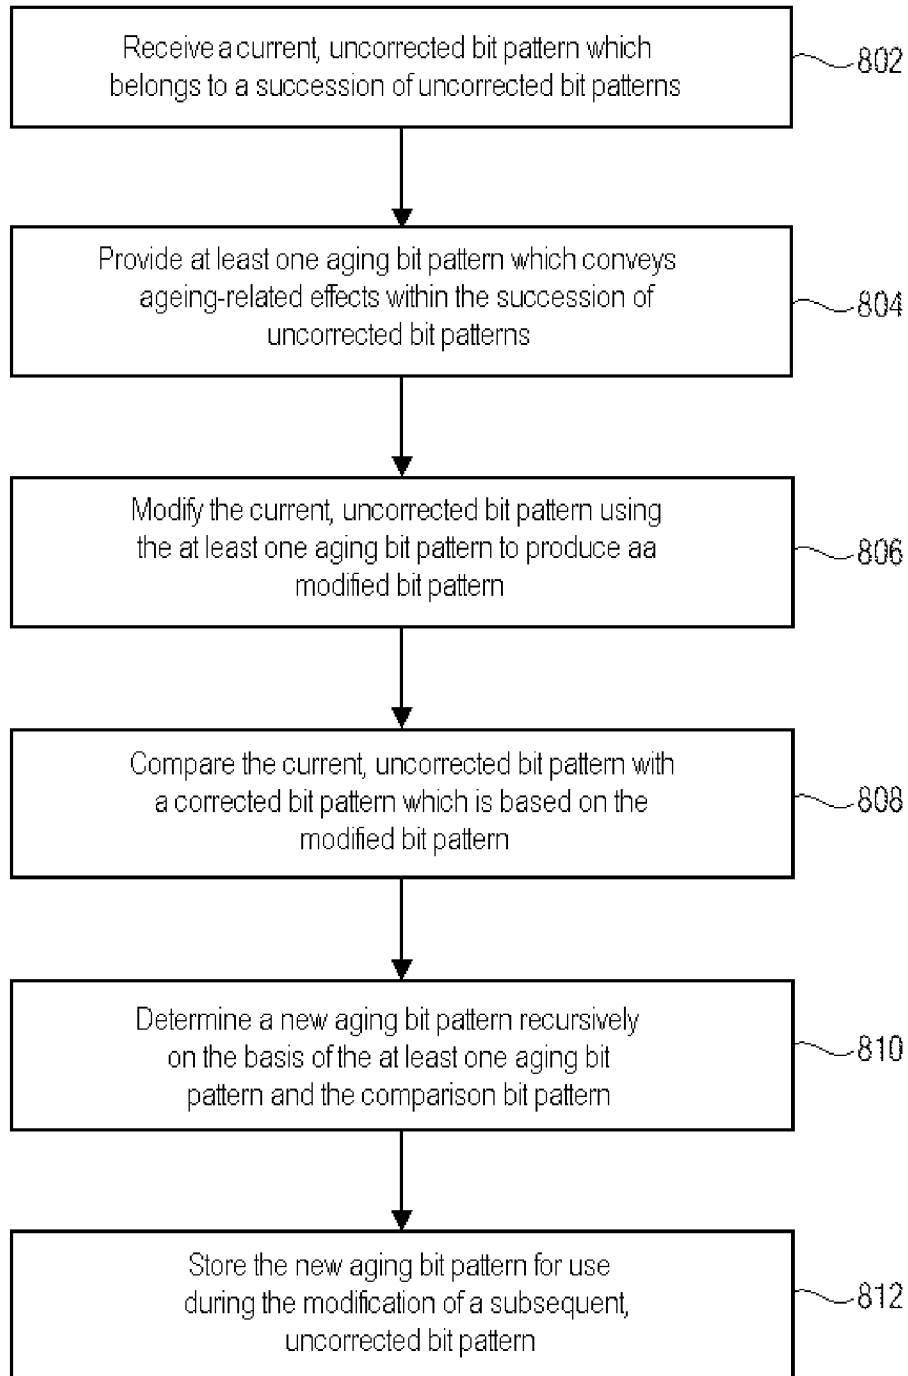 Receive a current, uncorrected bit pattern which
belongs to a succession of uncorrected bit patterns
802
Provide at least one aging bit pattern which conveys
ageing-related effects within the succession of
uncorrected bit patterns
804
Modify the current, uncorrected bit pattern using
the at least one aging bit pattern to produce aa
modified bit pattern
806
Compare the current, uncorrected bit pattern with
a corrected bit pattern which is based on the
modified bit pattern
808
Determine a new aging bit pattern recursively
on the basis of the at least one aging bit
pattern and the comparison bit pattern
810
Store the new aging bit pattern for use
during the modification of a subsequent,
uncorrected bit pattern
812